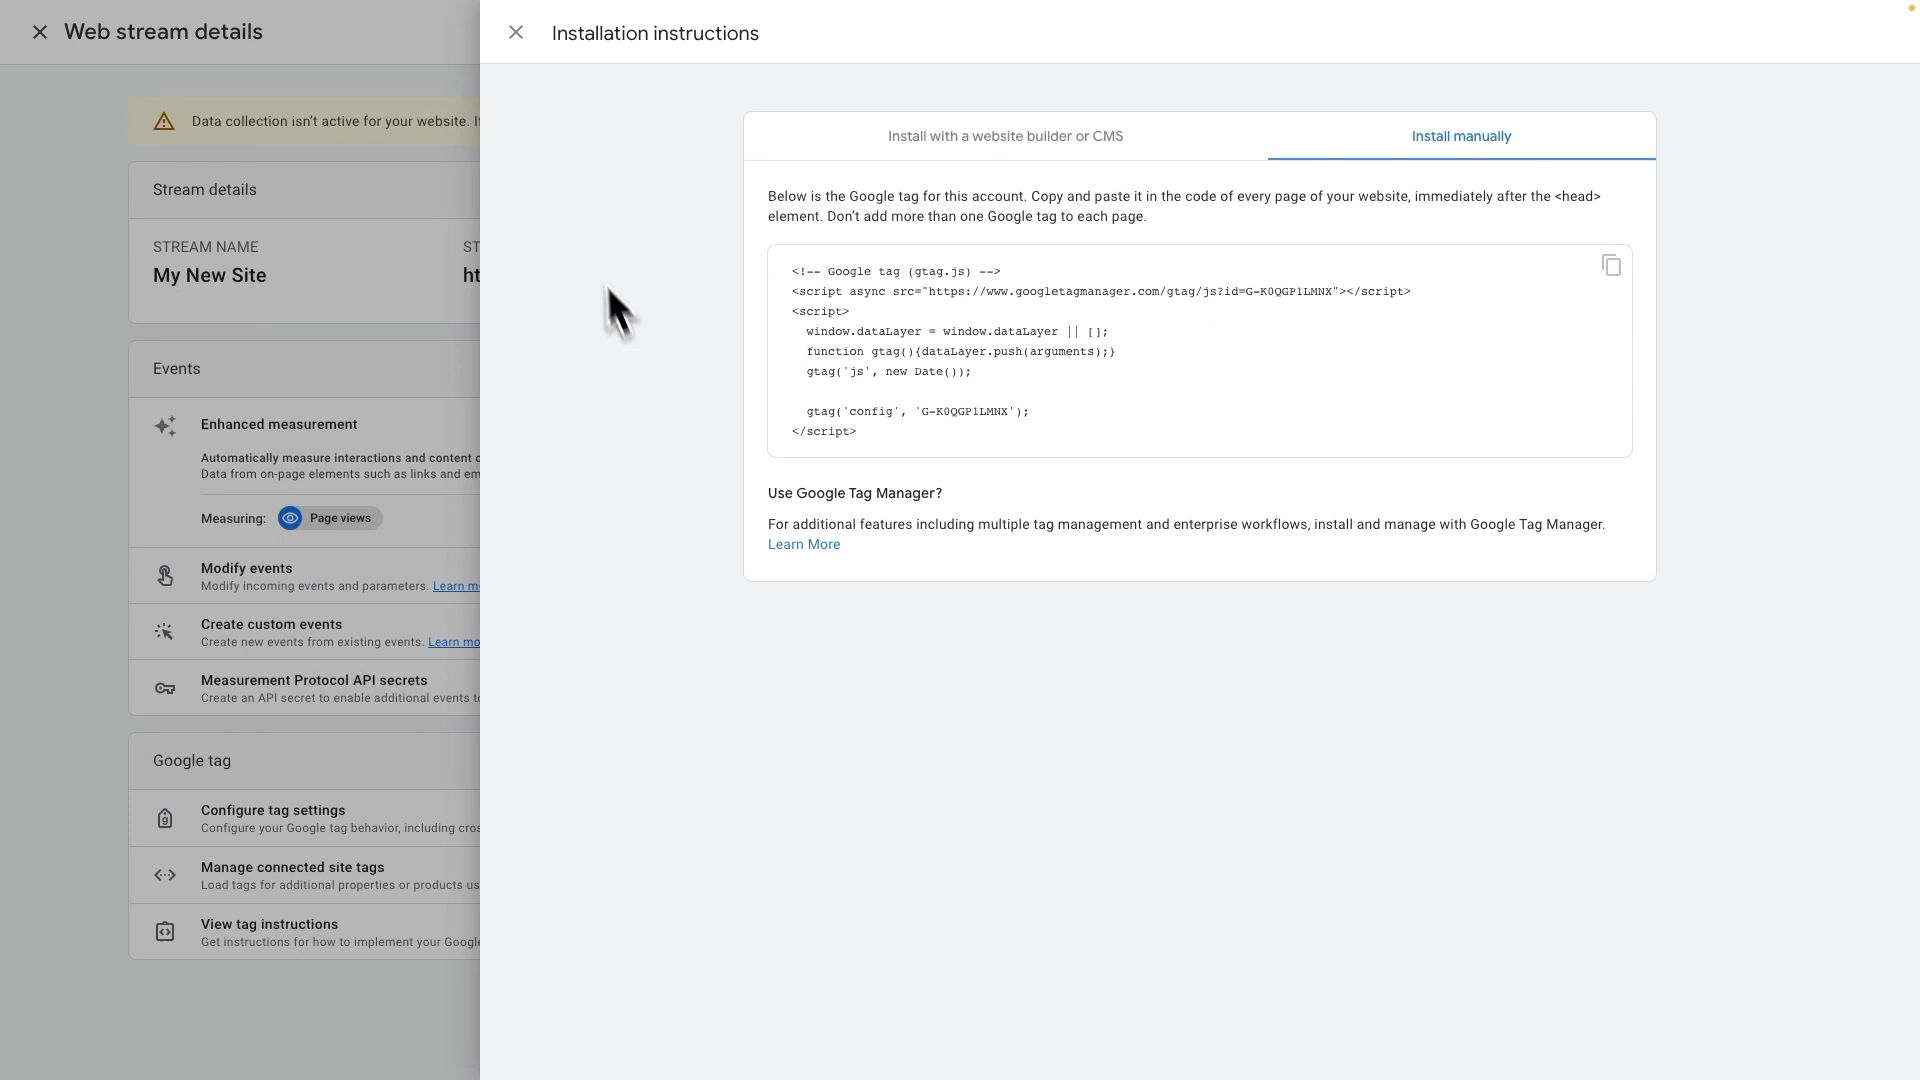 Web stream details
Data collection isn't active for your website. I
Stream details
STREAM NAME
ST
My New Site
ht
Events
Enhanced measurement
Automatically measure interactions and content o
Data from on-page elements such as links and em
Measuring:
Page views
Modify events
Modify incoming events and parameters. Learn mo
Create custom events
Create new events from existing events. Learn mo
Measurement Protocol API secrets
Create an API secret to enable additional events to
Google tag
Configure tag settings
Configure your Google tag behavior, including cros
Manage connected site tags
Load tags for additional properties or products us
View tag instructions
Get instructions for how to implement your Google
Installation instructions
Install with a website builder or CMS
Install manually
Below is the Google tag for this account. Copy and paste it in the code of every page of your website, immediately after the <head>
element. Don't add more than one Google tag to each page.
<!-- Google tag (gtag.js) -->
<script async src="https://www.googletagmanager.com/gtag/js?id=G-K0QGP1LMNX"></script>
<script>
window.dataLayer = window.dataLayer || [];
function gtag(){dataLayer.push(arguments);}
gtag('js', new Date());
gtag('config', 'G-K0QGP1LMNX');
</script>
Use Google Tag Manager?
For additional features including multiple tag management and enterprise workflows, install and manage with Google Tag Manager.
Learn More